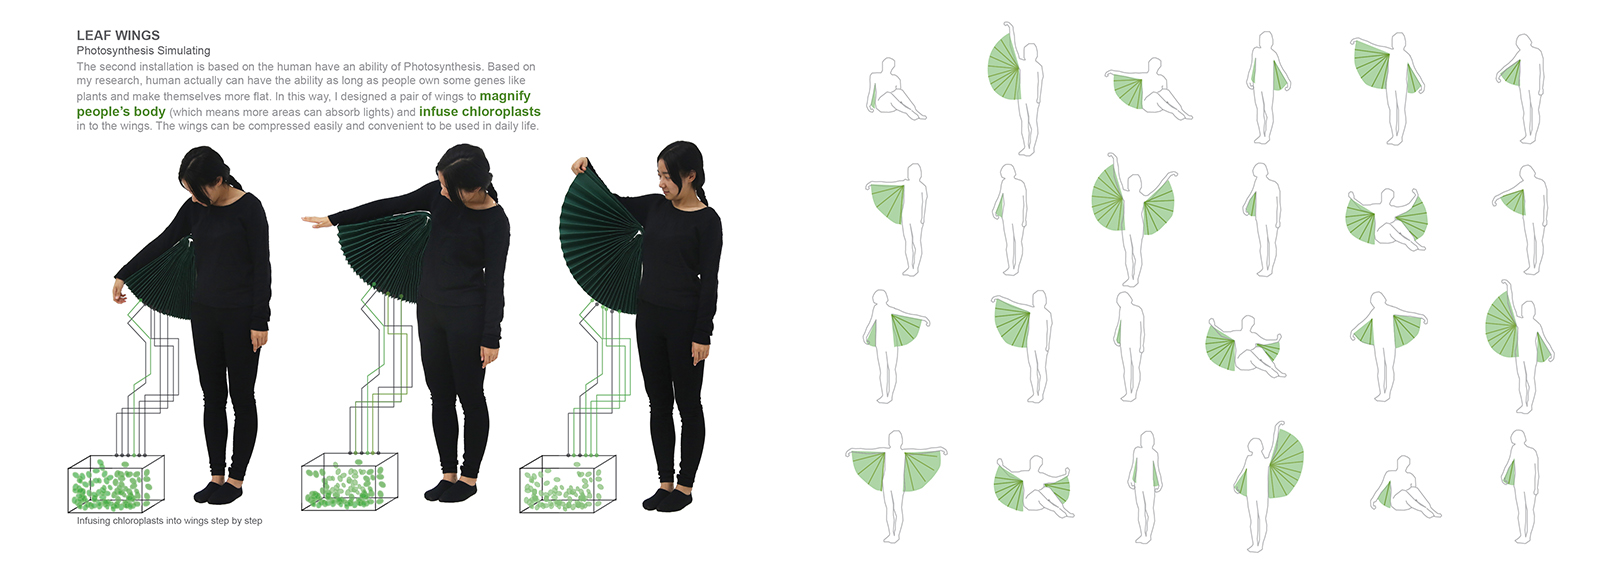 LEAF WINGS
Photosynthesis Simulating
The second installation is based on the human have an ability of Photosynthesis. Based on
my research, human actually can have the ability as long as people own some genes like
plants and make themselves more flat. In this way, I designed a pair of wings to magnify
people's body (which means more areas can absorb lights) and infuse chloroplasts
in to the wings. The wings can be compressed easily and convenient to be used in daily life.
Infusing chloroplasts into wings step by step